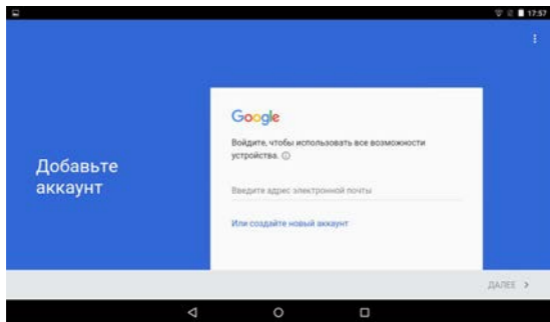 17:57
Google
Войдите, чтобы использовать все возможности
устройства.
Добавьте
аккаунт
Введите адрес электронной почты
Или создайте новый аккаунт
ДАЛЕЕ